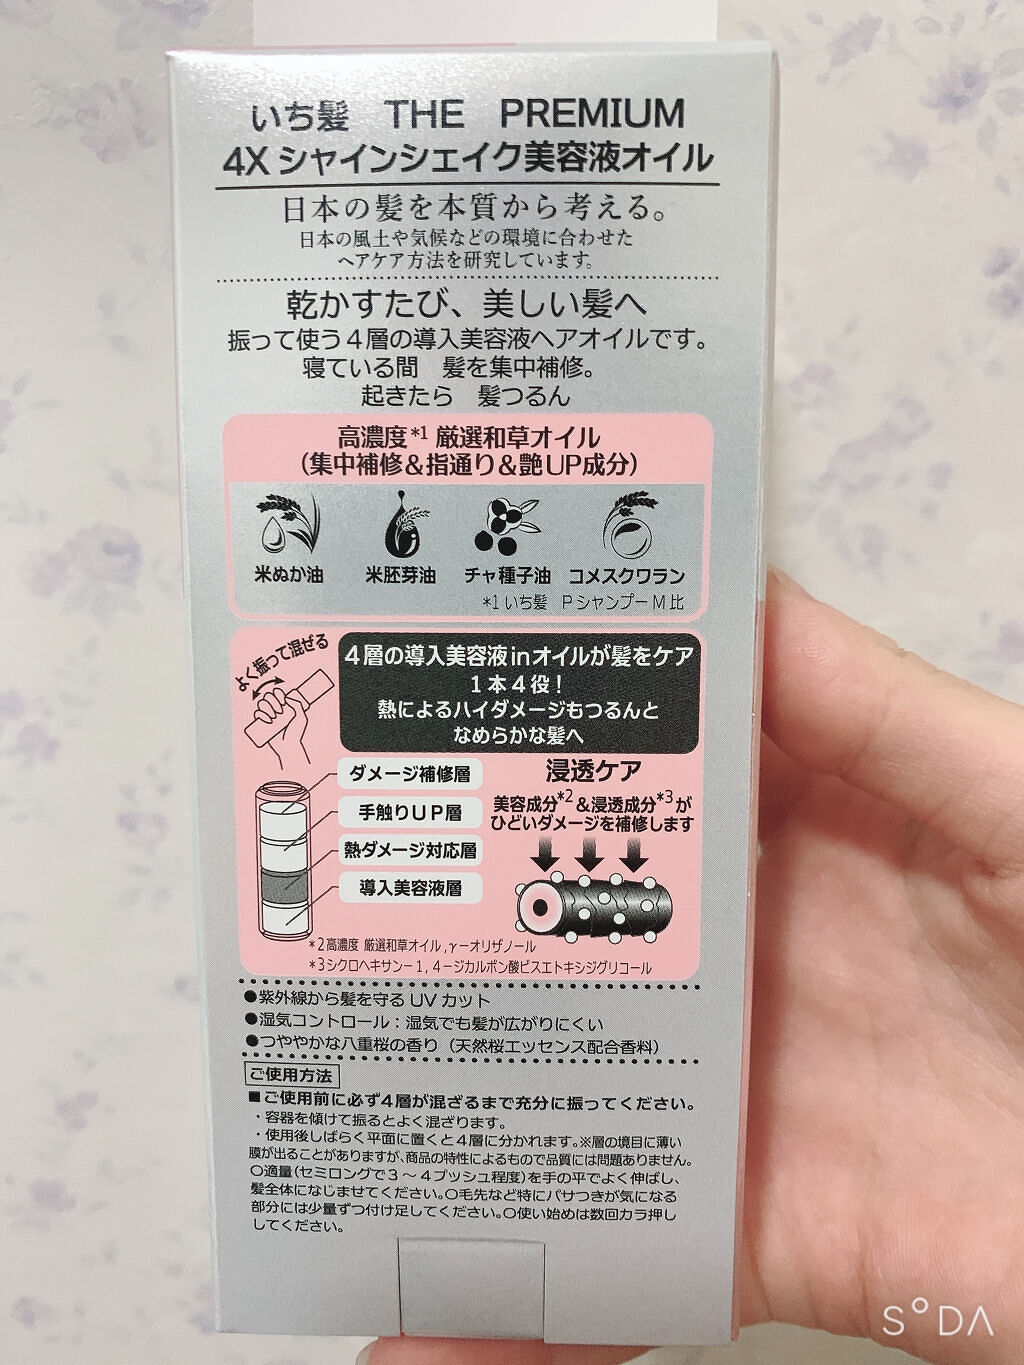 いち髪 THE PREMIUM
4X シャインシェイク美容液オイル
日本の髪を本質から考える。
日本の風土や気候などの環境に合わせた
ヘアケア方法を研究しています。
乾かすたび、美しい髪へ
振って使う4層の導入美容液ヘアオイルです。
寝ている間 髪を集中補修。
起きたら 髪つるん
高濃度*1 厳選和草オイル
(集中補修&指通り&艶UP成分)
米ぬか油 米胚芽油 チャ種子油 コメスクワラン
*1 いち髪 PシャンプーM比
よく振って混ぜる
4層の導入美容液inオイルが髪をケア
1本4役!
熱によるハイダメージもつるんと
なめらかな髪へ
ダメージ補修層
手触りUP層
熱ダメージ対応層
導入美容液層
浸透ケア
美容成分*2&浸透成分*3が
ひどいダメージを補修します
*2高濃度 厳選和草オイル,γーオリザノール
*3シクロヘキサンー1,4ージカルボン酸ビスエトキシジグリコール
●紫外線から髪を守るUVカット
●湿気コントロール:湿気でも髪が広がりにくい
●つややかな八重桜の香り(天然桜エッセンス配合香料)
ご使用方法
■ご使用前に必ず4層が混ざるまで充分に振ってください。
・容器を傾けて振るとよく混ざります。
・使用後しばらく平面に置くと4層に分かれます。※層の境目に薄い
膜が出ることがありますが、商品の特性によるもので品質には問題ありません。
○適量(セミロングで3〜4プッシュ程度)を手の平でよく伸ばし、
髪全体になじませてください。○毛先など特にパサつきが気になる
部分には少量ずつ付け足してください。○使い始めは数回カラ押し
してください。
SODA